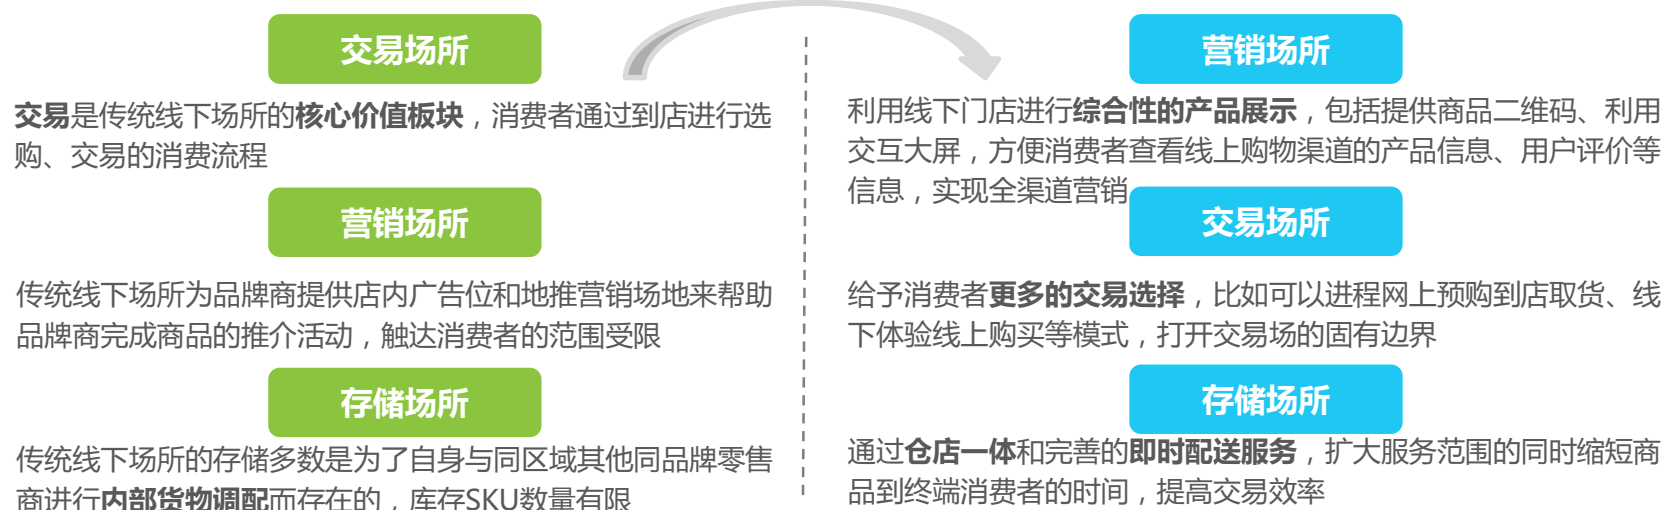 交易场所
交易是传统线下场所的核心价值板块，消费者通过到店进行选
购、交易的消费流程
营销场所
传统线下场所为品牌商提供店内广告位和地推营销场地来帮助
品牌商完成商品的推介活动，触达消费者的范围受限
存储场所
传统线下场所的存储多数是为了自身与同区域其他同品牌零售
商进行内部货物调配而存在的，库存SKU数量有限
营销场所
利用线下门店进行综合性的产品展示，包括提供商品二维码、利用
交互大屏，方便消费者查看线上购物渠道的产品信息、用户评价等
信息，实现全渠道营销
交易场所
给予消费者更多的交易选择，比如可以进程网上预购到店取货、线
下体验线上购买等模式，打开交易场的固有边界
存储场所
通过仓店一体和完善的即时配送服务，扩大服务范围的同时缩短商
品到终端消费者的时间，提高交易效率